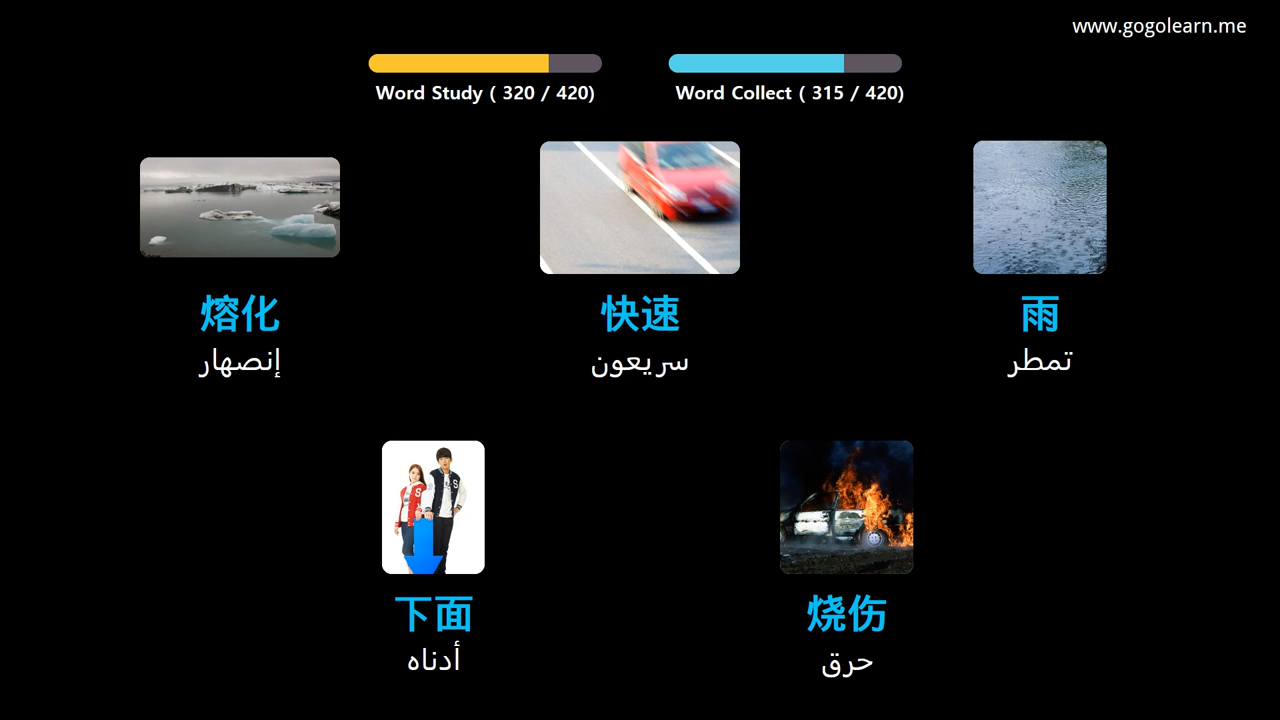 www.gogolearn.me
Word Study ( 320 / 420)
Word Collect ( 315 / 420)
熔化
إنصهار
快速
سريعون
雨
تمطر
下面
أدناه
烧伤
حرق